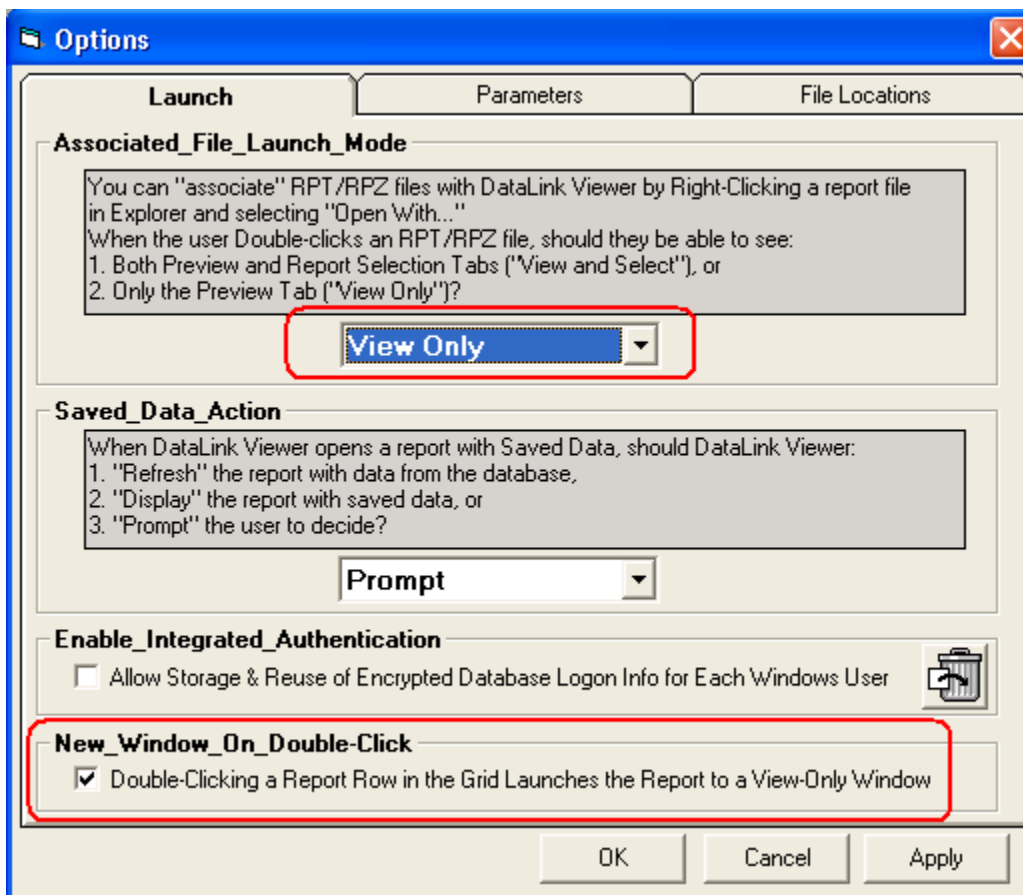 Options
Launch
Parameters
File Locations
Associated_File_Launch_Mode
You can "associate" RPT/RPZ files with DataLink Viewer by Right-Clicking a report file
in Explorer and selecting "Open With..."
When the user Double-clicks an RPT/RPZ file, should they be able to see:
1. Both Preview and Report Selection Tabs ("View and Select"), or
2. Only the Preview Tab ("View Only")?
View Only
Saved_Data_Action
When DataLink Viewer opens a report with Saved Data, should DataLink Viewer:
1. "Refresh" the report with data from the database,
2. "Display" the report with saved data, or
3. "Prompt" the user to decide?
Prompt
Enable_Integrated_Authentication
Allow Storage & Reuse of Encrypted Database Logon Info for Each Windows User
New_Window_On_Double-Click
Double-Clicking a Report Row in the Grid Launches the Report to a View-Only Window
OK
Cancel
Apply